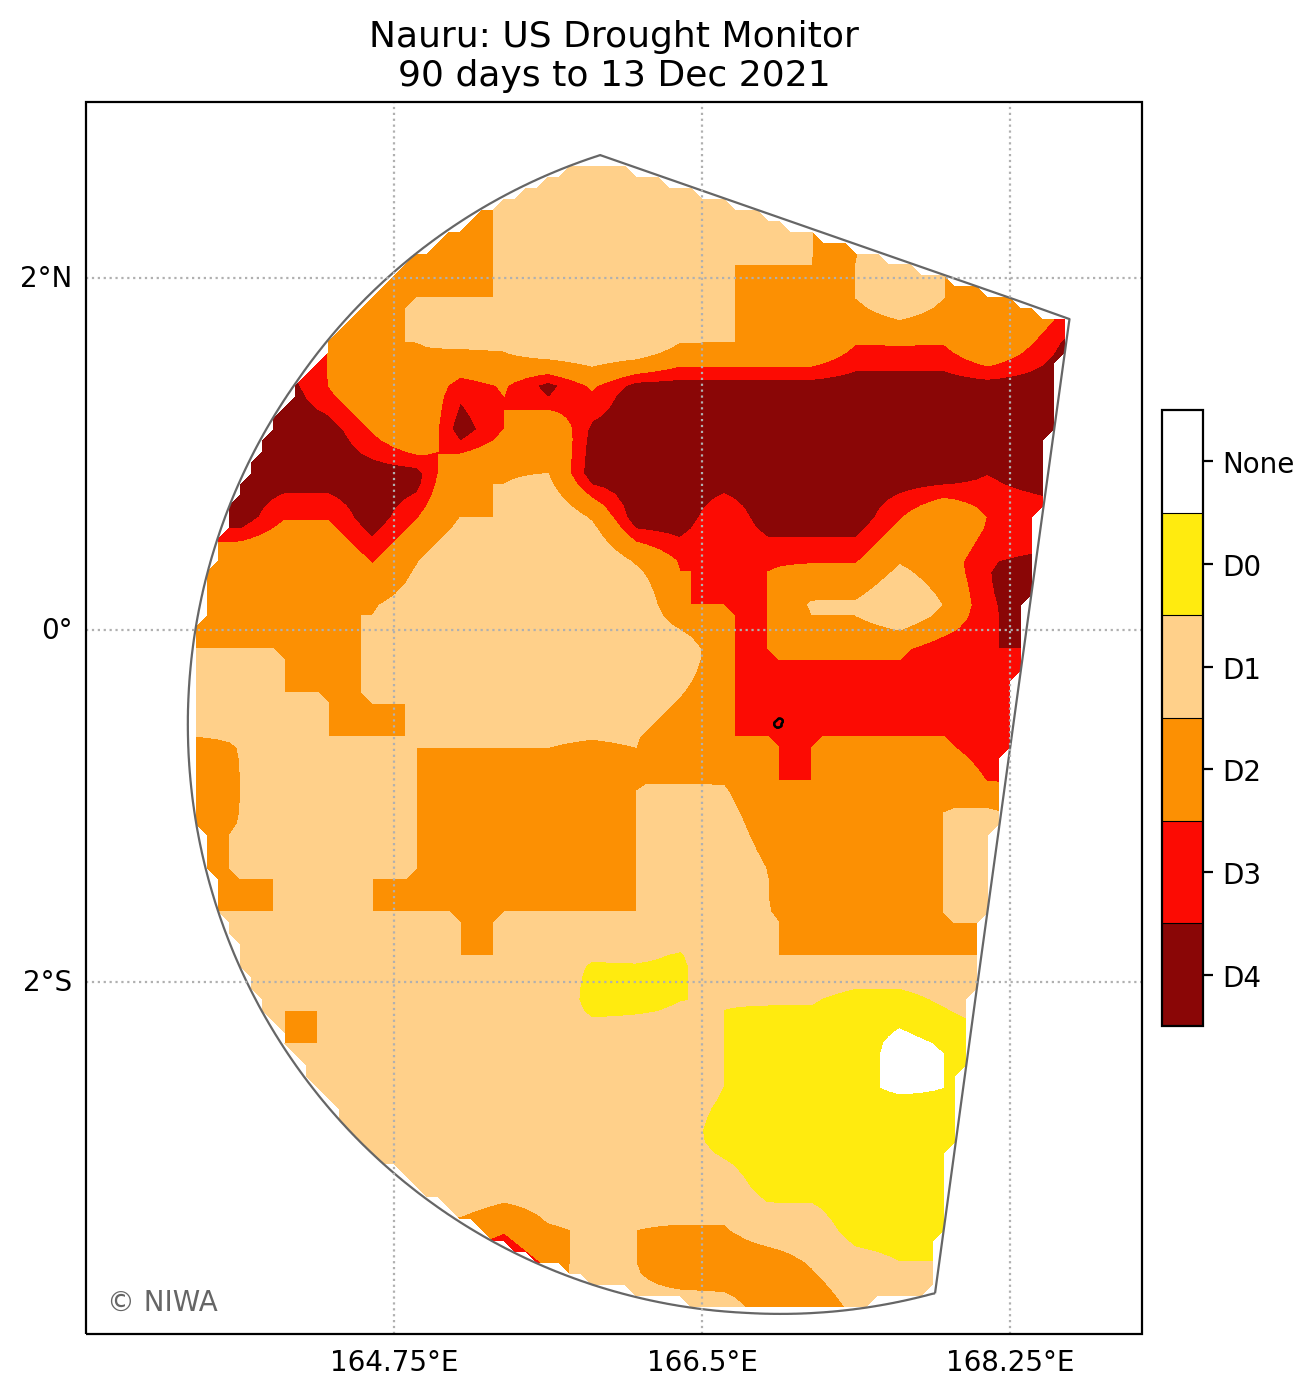 Nauru: US Drought Monitor
90 days to 13 Dec 2021
2°N
0°
2°S
164.75°E
166.5°E
168.25°E
None
D0
D1
D2
D3
D4
© NIWA